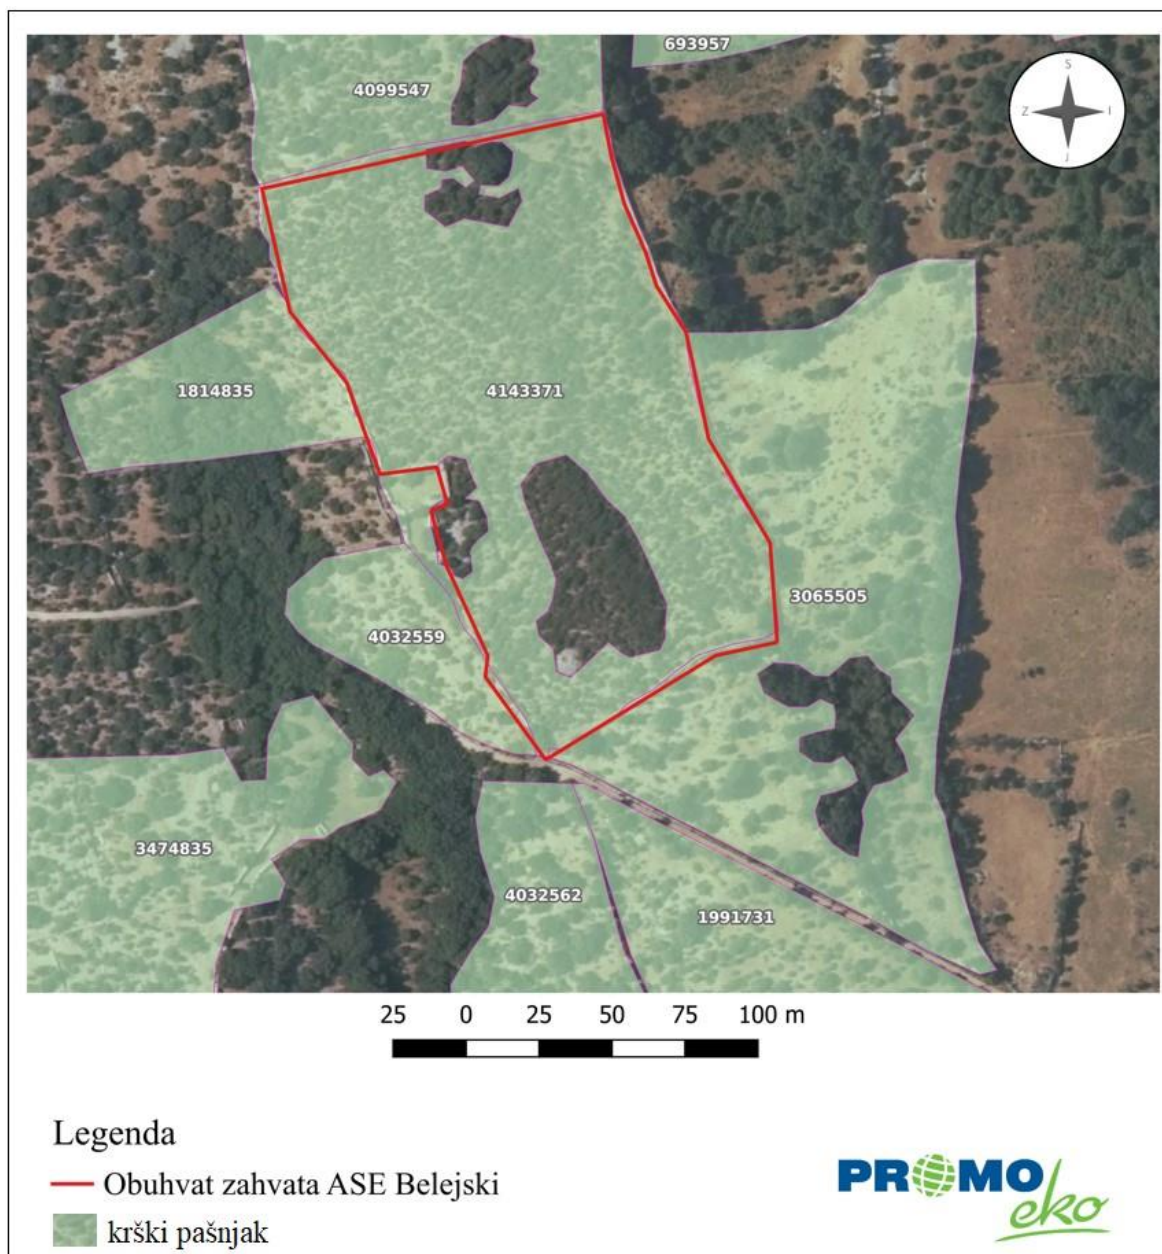 693957
4099547
S
Z
I
J
1814835
4143371
3065505
4032559
3474835
4032562
1991731
25 0 25 50 75 100 m
Legenda
Obuhvat zahvata ASE Belejski
krški pašnjak
PROMO
eko